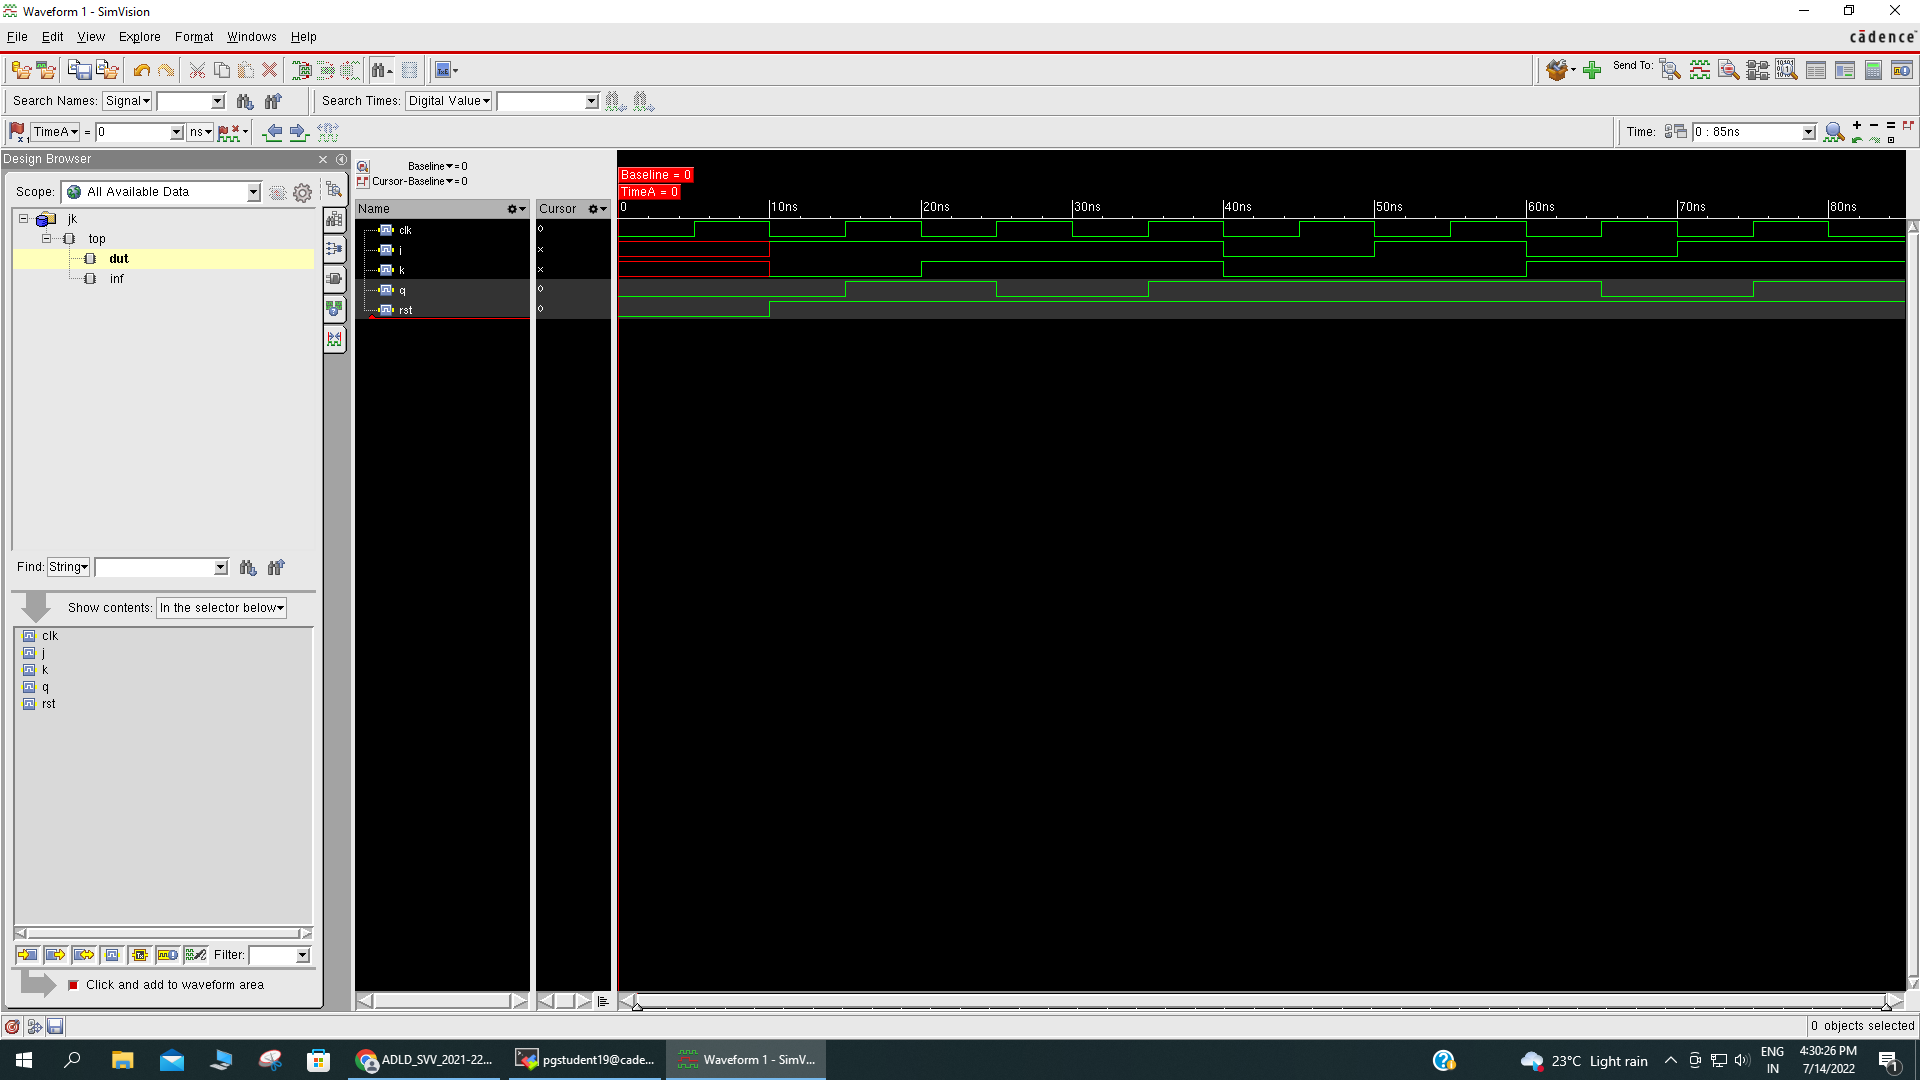 Waveform 1 - SimVision
File Edit View Explore Format Windows Help
cādence
Search Names: Signal Search Times: Digital Value Send To:
TimeA = 0 ns Time: 0 : 85ns
Design Browser
Scope: All Available Data
jk
top
dut
inf
Find: String
Show contents: In the selector below
clk
j
k
q
rst
Filter:
Click and add to waveform area
Baseline = 0
Cursor-Baseline = 0
Name Cursor
clk 0
j x
k x
q 0
rst 0
Baseline = 0
TimeA = 0
0 10ns 20ns 30ns 40ns 50ns 60ns 70ns 80ns
0 objects selected
ADLD_SVV_2021-22... pgstudent19@cade... Waveform 1 - SimV...
23°C Light rain
ENG
IN
4:30:26 PM
7/14/2022
1